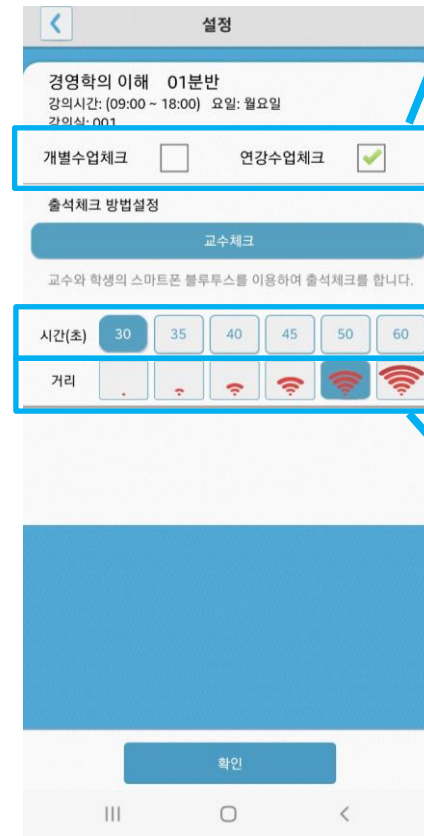 설정
경영학의 이해 01분반
강의시간: (09:00 ~ 18:00) 요일: 월요일
강의실: 001
개별수업체크 연강수업체크
출석체크 방법설정
교수체크
교수와 학생의 스마트폰 블루투스를 이용하여 출석체크를 합니다.
시간(초) 30 35 40 45 50 60
거리
확인